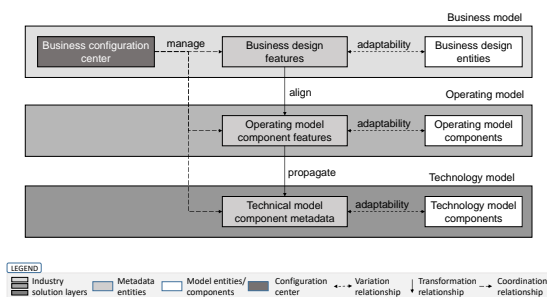 Business model
Business configuration
center
manage
Business design
features
adaptability
Business design
entities
align
Operating model
Operating model
component features
adaptability
Operating model
components
propagate
Technology model
Technical model
component metadata
adaptability
Technology model
components
LEGEND
Industry
solution layers
Metadata
entities
Model entities/
components
Configuration
center
Variation
relationship
Transformation
relationship
Coordination
relationship